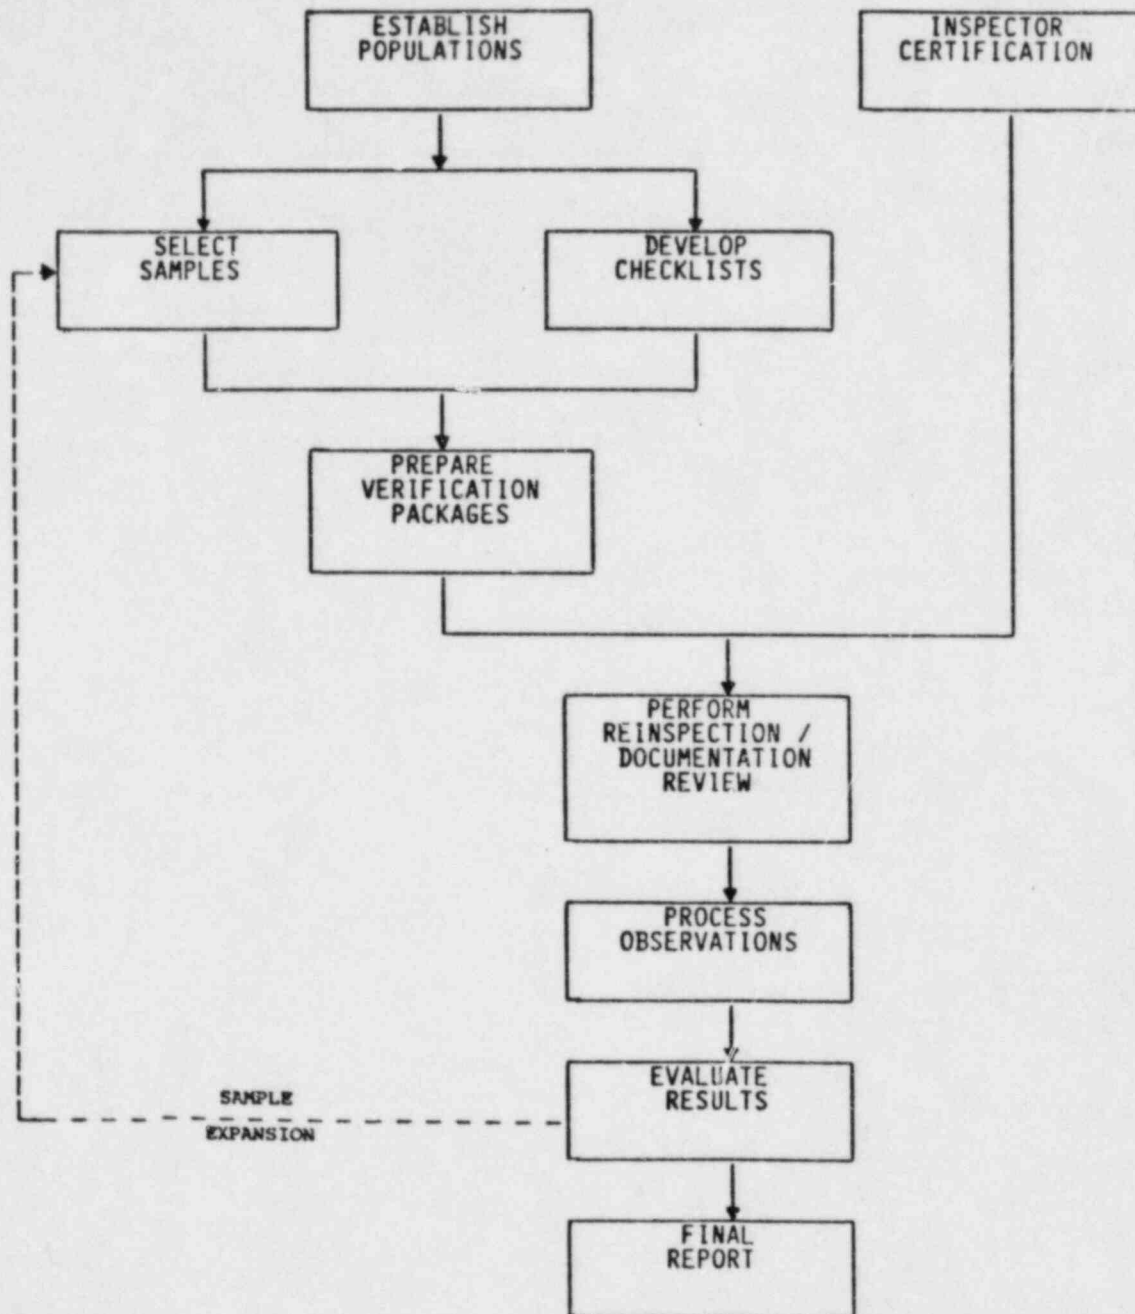 ESTABLISH
POPULATIONS
INSPECTOR
CERTIFICATION
SELECT
SAMPLES
DEVELOP
CHECKLISTS
PREPARE
VERIFICATION
PACKAGES
PERFORM
REINSPECTION /
DOCUMENTATION
REVIEW
PROCESS
OBSERVATIONS
EVALUATE
RESULTS
SAMPLE
EXPANSION
FINAL
REPORT